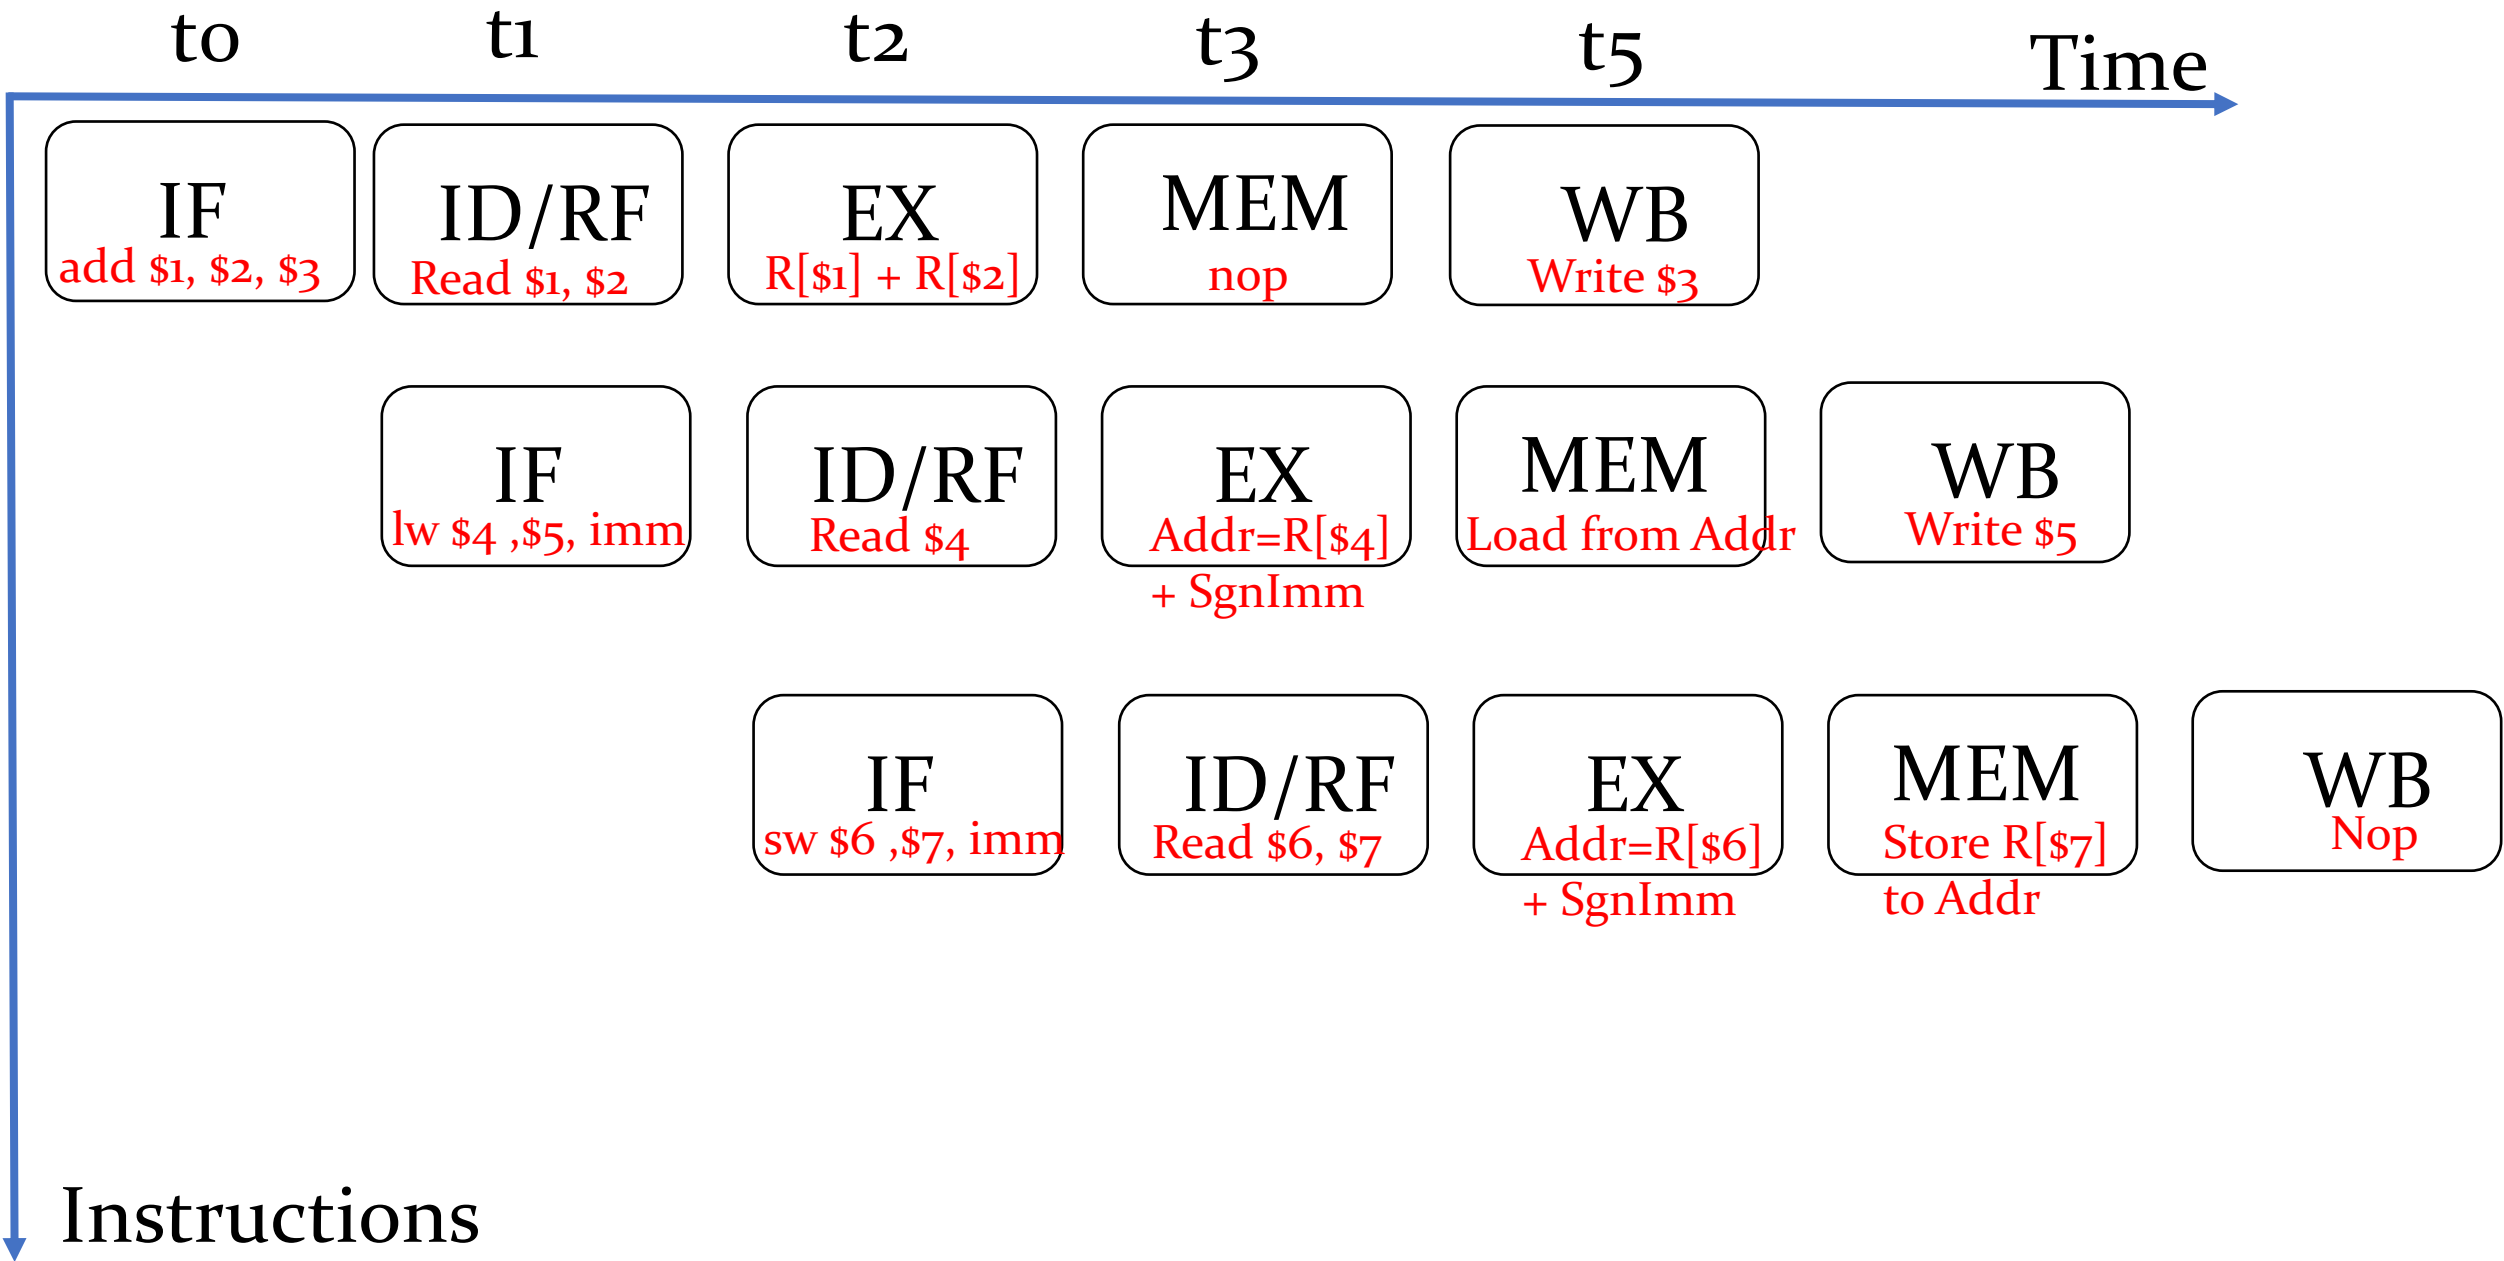 t0 t1 t2 t3 t5 Time
IF ID/RF EX MEM WB
add $1, $2, $3 Read $1, $2 R[$1] + R[$2] nop Write $3
IF ID/RF EX MEM WB
lw $4 ,$5, imm Read $4 Addr=R[$4] Load from Addr Write $5
+ SgnImm
IF ID/RF EX MEM WB
sw $6 ,$7, imm Read $6, $7 Addr=R[$6] Store R[$7] Nop
+ SgnImm to Addr
Instructions